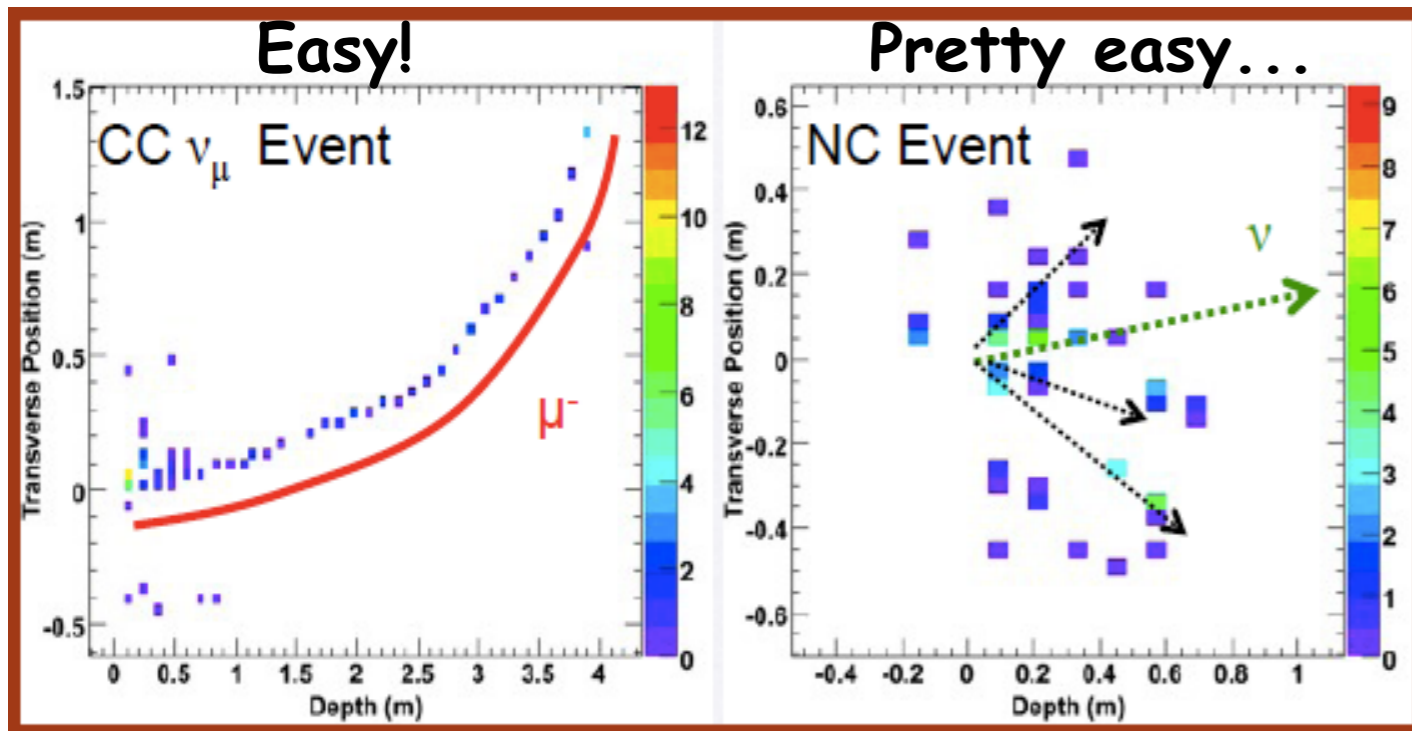 Easy!
CC νμ Event
Transverse Position (m)
1.5
1
0.5
0
-0.5
0 0.5 1 1.5 2 2.5 3 3.5 4
Depth (m)
12
10
8
6
4
2
0
μ-
Pretty easy...
NC Event
Transverse Position (m)
0.6
0.4
0.2
0
-0.2
-0.4
-0.6
-0.4 -0.2 0 0.2 0.4 0.6 0.8 1
Depth (m)
9
8
7
6
5
4
3
2
1
0
ν